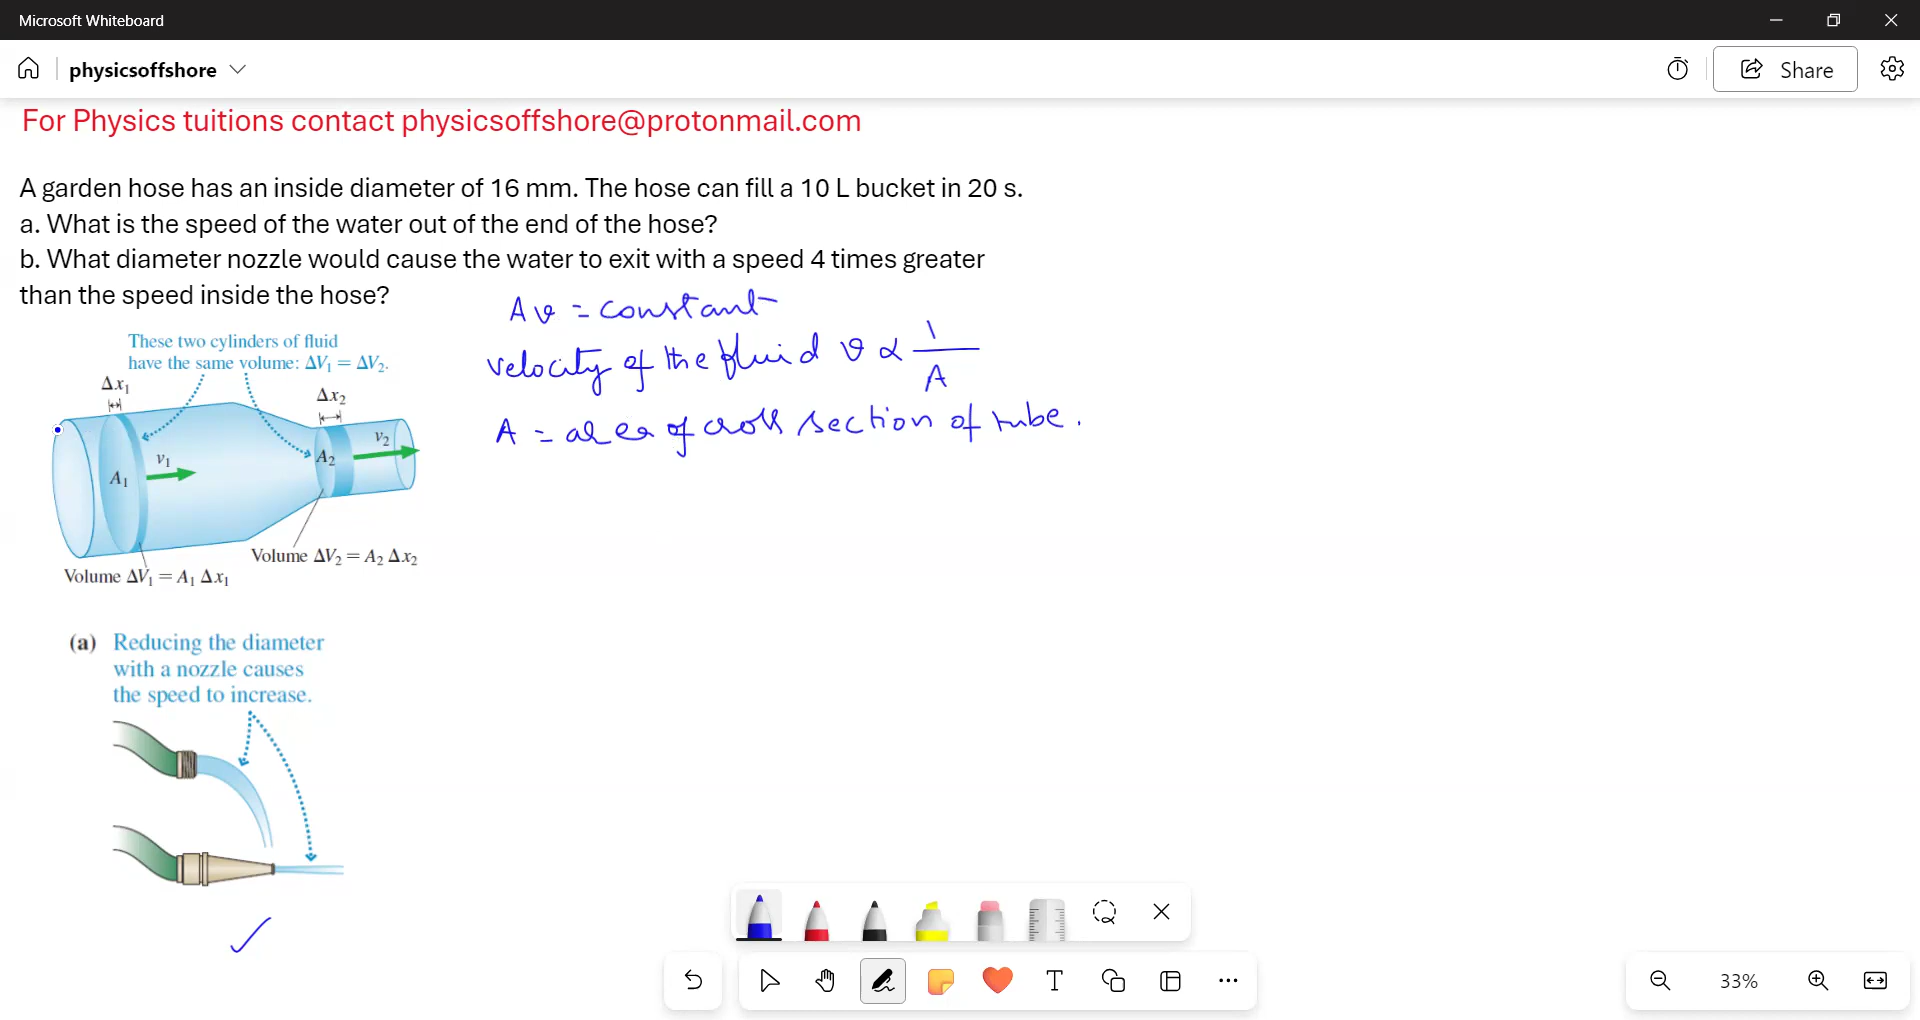 Microsoft Whiteboard
physicsoffshore
Share
For Physics tuitions contact physicsoffshore@protonmail.com
A garden hose has an inside diameter of 16 mm. The hose can fill a 10 L bucket in 20 s.
a. What is the speed of the water out of the end of the hose?
b. What diameter nozzle would cause the water to exit with a speed 4 times greater
than the speed inside the hose?
Av = constant
velocity of the fluid v ∝ 1/A
A = area of cross section of tube.
These two cylinders of fluid
have the same volume: ΔV₁ = ΔV₂.
Δx₁
Δx₂
v₁
A₁
v₂
A₂
Volume ΔV₂ = A₂ Δx₂
Volume ΔV₁ = A₁ Δx₁
(a) Reducing the diameter
with a nozzle causes
the speed to increase.
T
33%